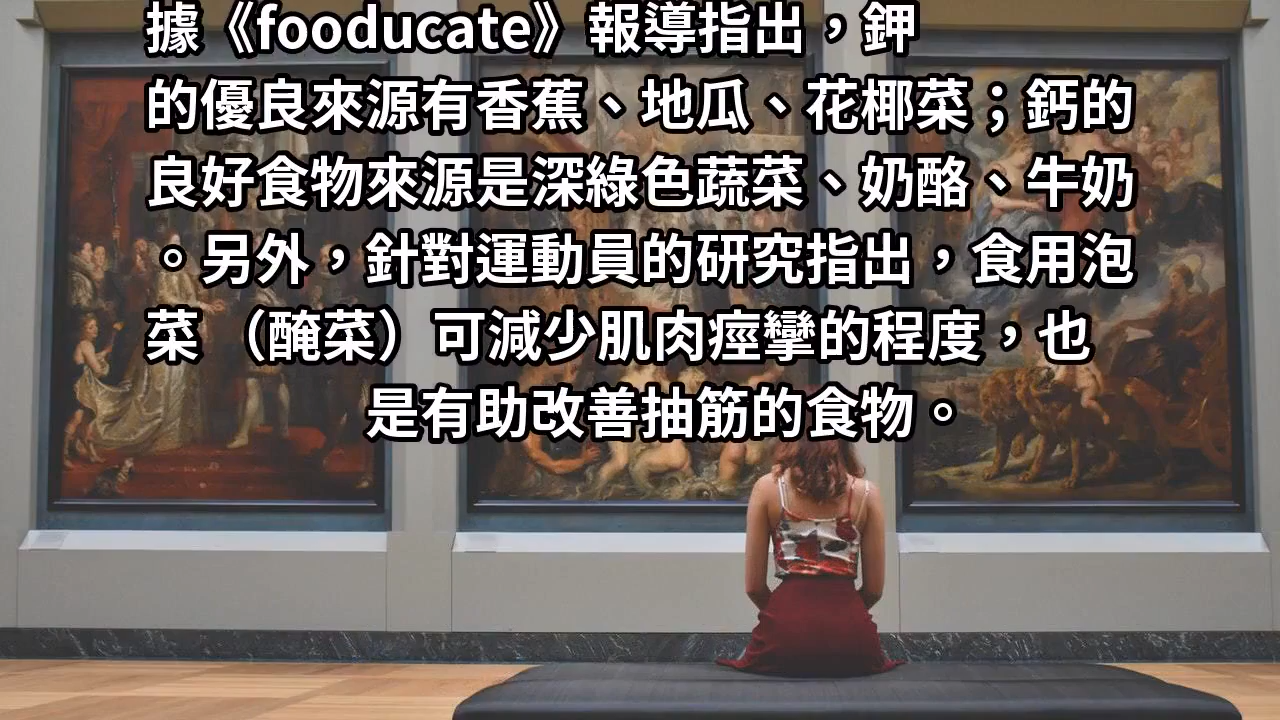 據《fooducate》報導指出，鉀
的優良來源有香蕉、地瓜、花椰菜；鈣的
良好食物來源是深綠色蔬菜、奶酪、牛奶
。另外，針對運動員的研究指出，食用泡
菜 （醃菜）可減少肌肉痙攣的程度，也
是有助改善抽筋的食物。